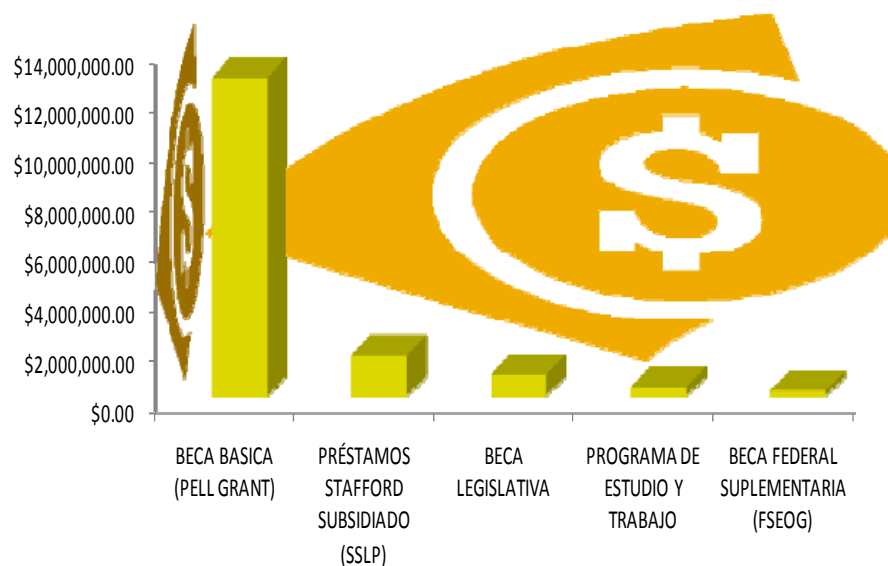 $14,000,000.00
$12,000,000.00
$10,000,000.00
$8,000,000.00
$6,000,000.00
$4,000,000.00
$2,000,000.00
$0.00
BECA BASICA
(PELL GRANT)
PRÉSTAMOS
STAFFORD
SUBSIDIADO
(SSLP)
BECA
LEGISLATIVA
PROGRAMA DE
ESTUDIO Y
TRABAJO
BECA FEDERAL
SUPLEMENTARIA
(FSEOG)
$
$